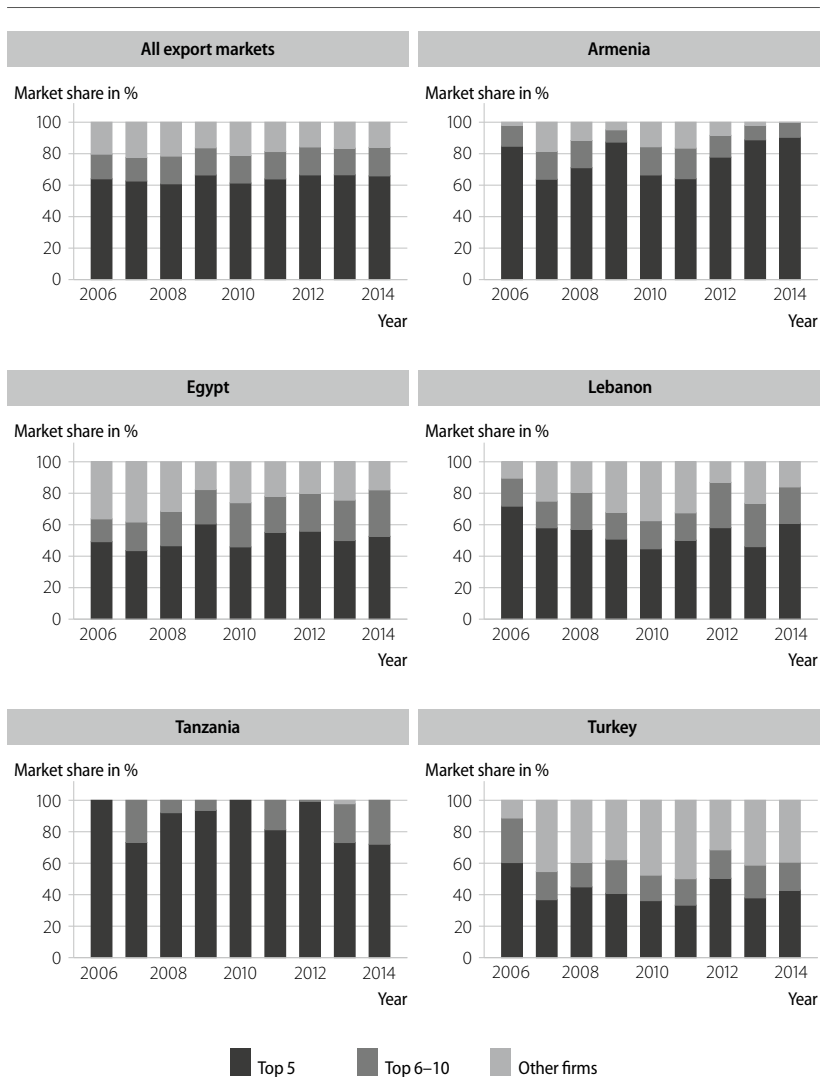 All export markets
Market share in %
100
80
60
40
20
0
2006 2008 2010 2012 2014
Year
Armenia
Market share in %
100
80
60
40
20
0
2006 2008 2010 2012 2014
Year
Egypt
Market share in %
100
80
60
40
20
0
2006 2008 2010 2012 2014
Year
Lebanon
Market share in %
100
80
60
40
20
0
2006 2008 2010 2012 2014
Year
Tanzania
Market share in %
100
80
60
40
20
0
2006 2008 2010 2012 2014
Year
Turkey
Market share in %
100
80
60
40
20
0
2006 2008 2010 2012 2014
Year
Top 5 Top 6–10 Other firms